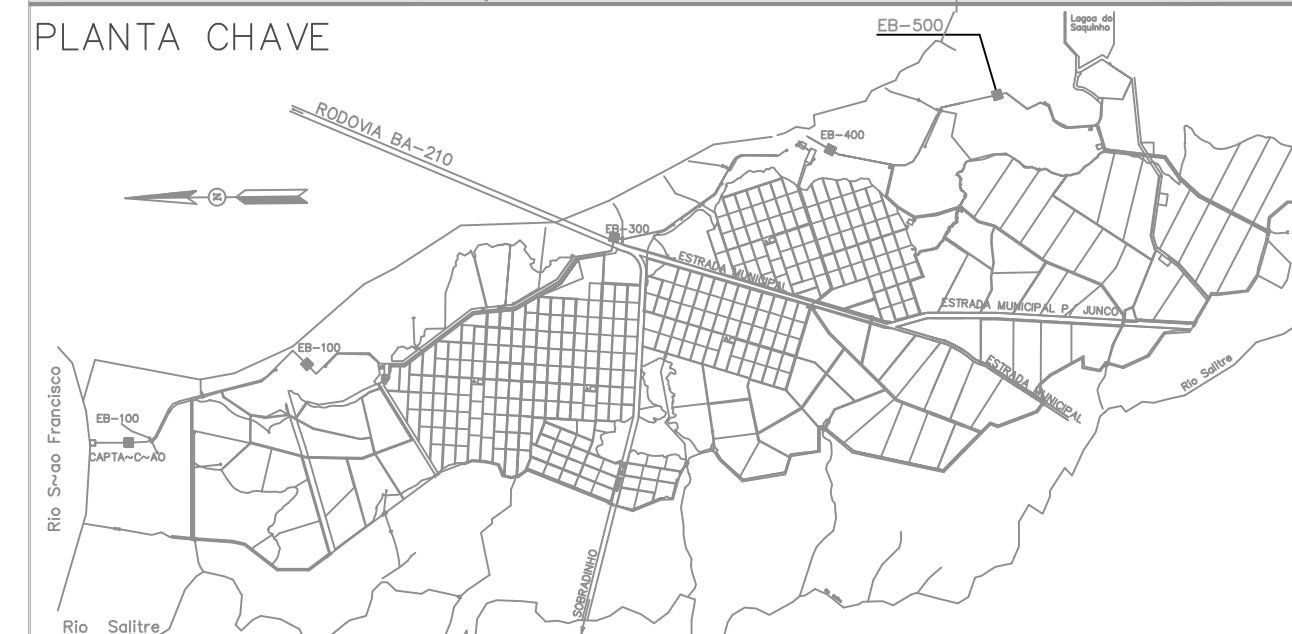 PLANTA CHAVE
EB-500
Lagoa do
Saquinho
RODOVIA BA-210
EB-400
N
EB-300
ESTRADA MUNICIPAL
ESTRADA MUNICIPAL P/ JUNCO
EB-100
ESTRADA MUNICIPAL
Rio Salitre
Rio S~ao Francisco
EB-100
CAPTA~C~AO
SOBRADINHO
Rio Salitre